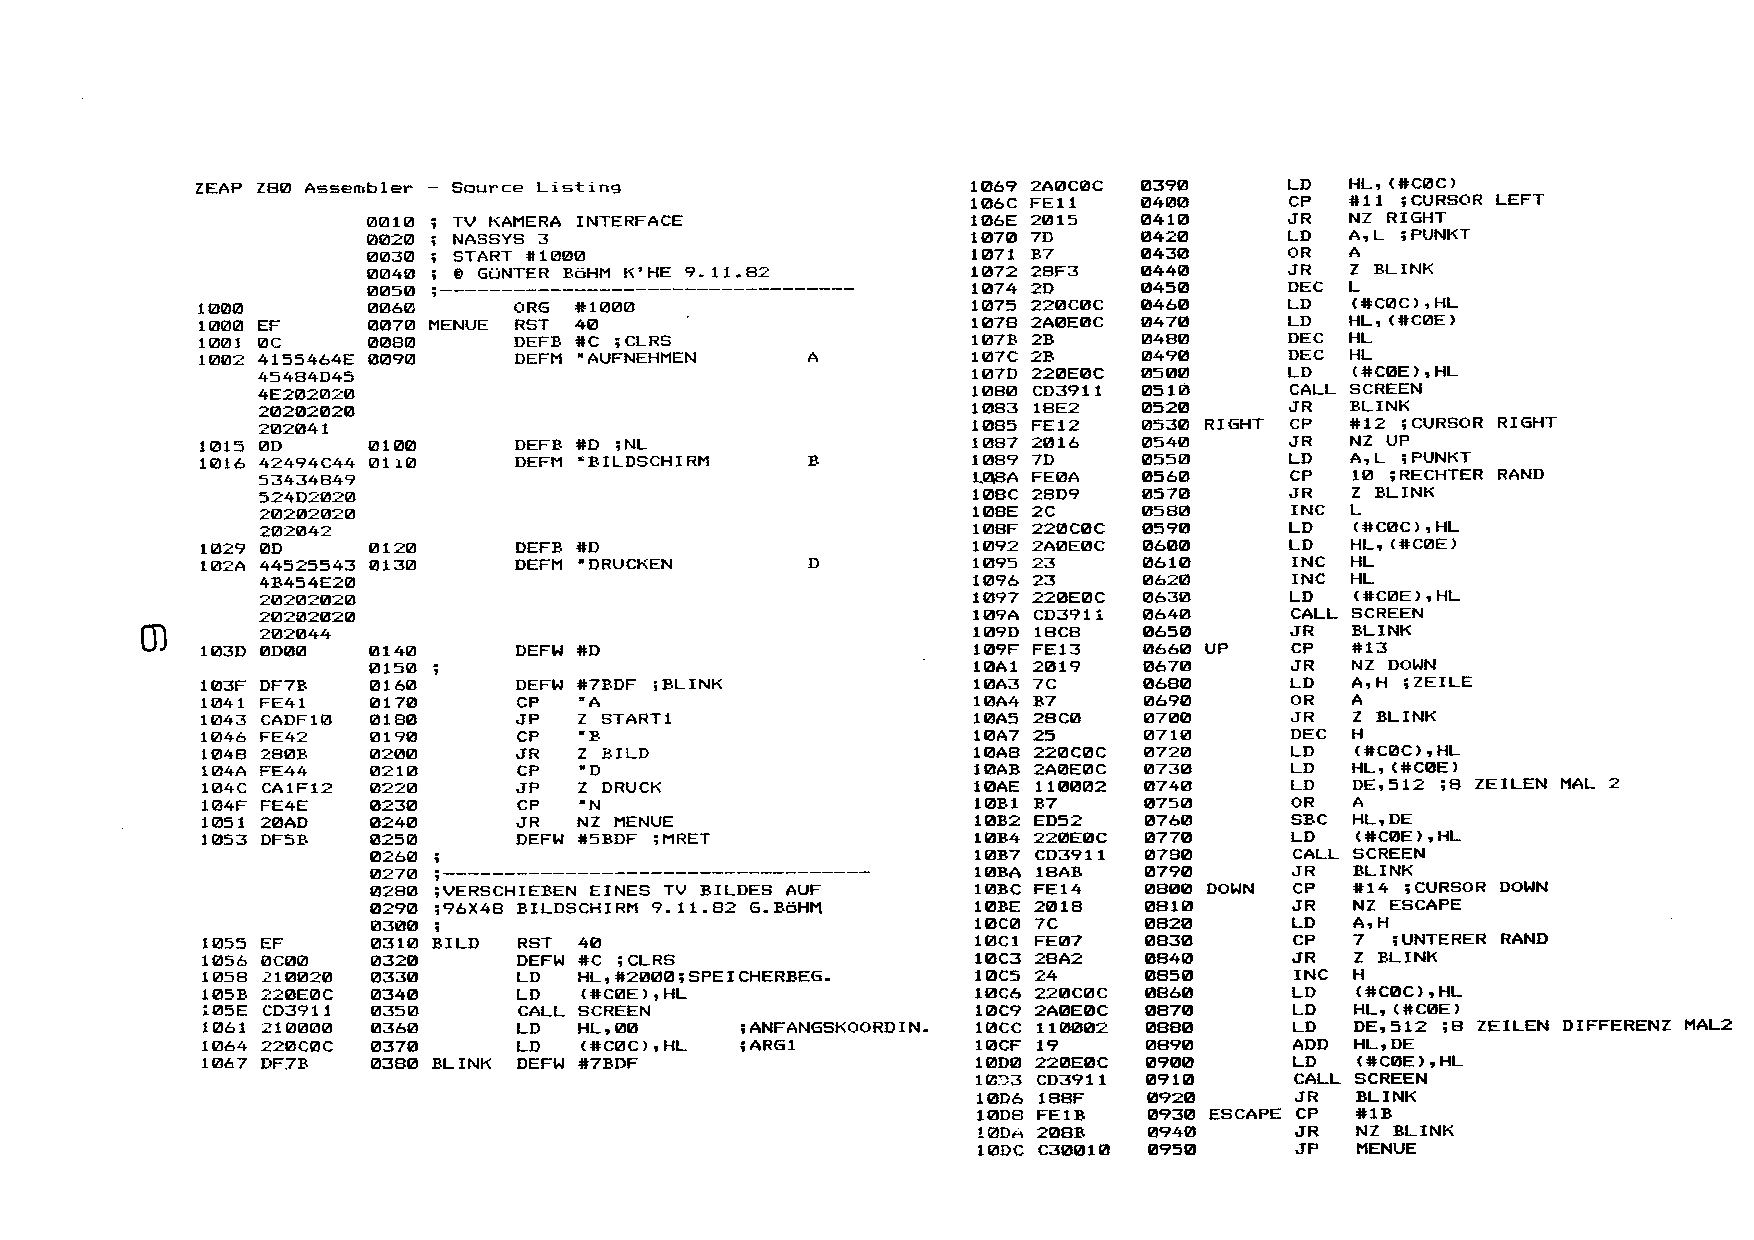 ZEAP Z80 Assembler - Source Listing
0010 ; TV KAMERA INTERFACE
0020 ; NASSYS 3
0030 ; START #1000
0040 ; @ GÜNTER BöHM K'HE 9.11.82
0050 ;----------------------------------
1000 0060 ORG #1000
1000 EF 0070 MENUE RST 40
1001 0C 0080 DEFB #C ;CLRS
1002 4155464E 0090 DEFM "AUFNEHMEN A
45484D45
4E202020
20202020
202041
1015 0D 0100 DEFB #D ;NL
1016 42494C44 0110 DEFM "BILDSCHIRM B
53434849
524D2020
20202020
202042
1029 0D 0120 DEFB #D
102A 44525543 0130 DEFM "DRUCKEN D
4B454E20
20202020
20202020
202044
103D 0D00 0140 DEFW #D
0150 ;
103F DF7B 0160 DEFW #7BDF ;BLINK
1041 FE41 0170 CP "A
1043 CADF10 0180 JP Z START1
1046 FE42 0190 CP "B
1048 280B 0200 JR Z BILD
104A FE44 0210 CP "D
104C CA1F12 0220 JP Z DRUCK
104F FE4E 0230 CP "N
1051 20AD 0240 JR NZ MENUE
1053 DF5B 0250 DEFW #5BDF ;MRET
0260 ;
0270 ;-----------------------------------
0280 ;VERSCHIEBEN EINES TV BILDES AUF
0290 ;96X48 BILDSCHIRM 9.11.82 G.BöHM
0300 ;
1055 EF 0310 BILD RST 40
1056 0C00 0320 DEFW #C ;CLRS
1058 210020 0330 LD HL,#2000;SPEICHERBEG.
105B 220E0C 0340 LD (#C0E),HL
105E CD3911 0350 CALL SCREEN
1061 210000 0360 LD HL,00 ;ANFANGSKOORDIN.
1064 220C0C 0370 LD (#C0C),HL ;ARG1
1067 DF7B 0380 BLINK DEFW #7BDF
1069 2A0C0C 0390 LD HL,(#C0C)
106C FE11 0400 CP #11 ;CURSOR LEFT
106E 2015 0410 JR NZ RIGHT
1070 7D 0420 LD A,L ;PUNKT
1071 B7 0430 OR A
1072 28F3 0440 JR Z BLINK
1074 2D 0450 DEC L
1075 220C0C 0460 LD (#C0C),HL
1078 2A0E0C 0470 LD HL,(#C0E)
107B 2B 0480 DEC HL
107C 2B 0490 DEC HL
107D 220E0C 0500 LD (#C0E),HL
1080 CD3911 0510 CALL SCREEN
1083 18E2 0520 JR BLINK
1085 FE12 0530 RIGHT CP #12 ;CURSOR RIGHT
1087 2016 0540 JR NZ UP
1089 7D 0550 LD A,L ;PUNKT
108A FE0A 0560 CP 10 ;RECHTER RAND
108C 28D9 0570 JR Z BLINK
108E 2C 0580 INC L
108F 220C0C 0590 LD (#C0C),HL
1092 2A0E0C 0600 LD HL,(#C0E)
1095 23 0610 INC HL
1096 23 0620 INC HL
1097 220E0C 0630 LD (#C0E),HL
109A CD3911 0640 CALL SCREEN
109D 18C8 0650 JR BLINK
109F FE13 0660 UP CP #13
10A1 2019 0670 JR NZ DOWN
10A3 7C 0680 LD A,H ;ZEILE
10A4 B7 0690 OR A
10A5 28C0 0700 JR Z BLINK
10A7 25 0710 DEC H
10A8 220C0C 0720 LD (#C0C),HL
10AB 2A0E0C 0730 LD HL,(#C0E)
10AE 110002 0740 LD DE,512 ;8 ZEILEN MAL 2
10B1 B7 0750 OR A
10B2 ED52 0760 SBC HL,DE
10B4 220E0C 0770 LD (#C0E),HL
10B7 CD3911 0780 CALL SCREEN
10BA 18AB 0790 JR BLINK
10BC FE14 0800 DOWN CP #14 ;CURSOR DOWN
10BE 2018 0810 JR NZ ESCAPE
10C0 7C 0820 LD A,H
10C1 FE07 0830 CP 7 ;UNTERER RAND
10C3 28A2 0840 JR Z BLINK
10C5 24 0850 INC H
10C6 220C0C 0860 LD (#C0C),HL
10C9 2A0E0C 0870 LD HL,(#C0E)
10CC 110002 0880 LD DE,512 ;8 ZEILEN DIFFERENZ MAL2
10CF 19 0890 ADD HL,DE
10D0 220E0C 0900 LD (#C0E),HL
10D3 CD3911 0910 CALL SCREEN
10D6 188F 0920 JR BLINK
10D8 FE1B 0930 ESCAPE CP #1B
10DA 208B 0940 JR NZ BLINK
10DC C30010 0950 JP MENUE